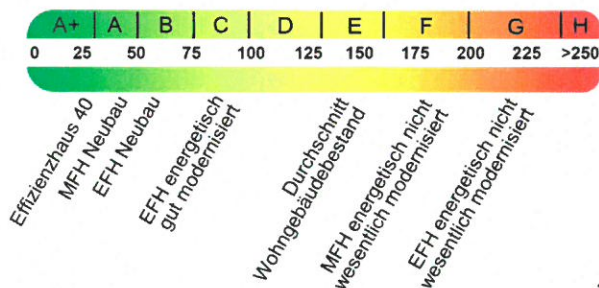 A+ A B C D E F G H
0 25 50 75 100 125 150 175 200 225 >250
Effizienzhaus 40
MFH Neubau
EFH Neubau
EFH energetisch
gut modernisiert
Durchschnitt
Wohngebäudebestand
MFH energetisch nicht
wesentlich modernisiert
EFH energetisch nicht
wesentlich modernisiert